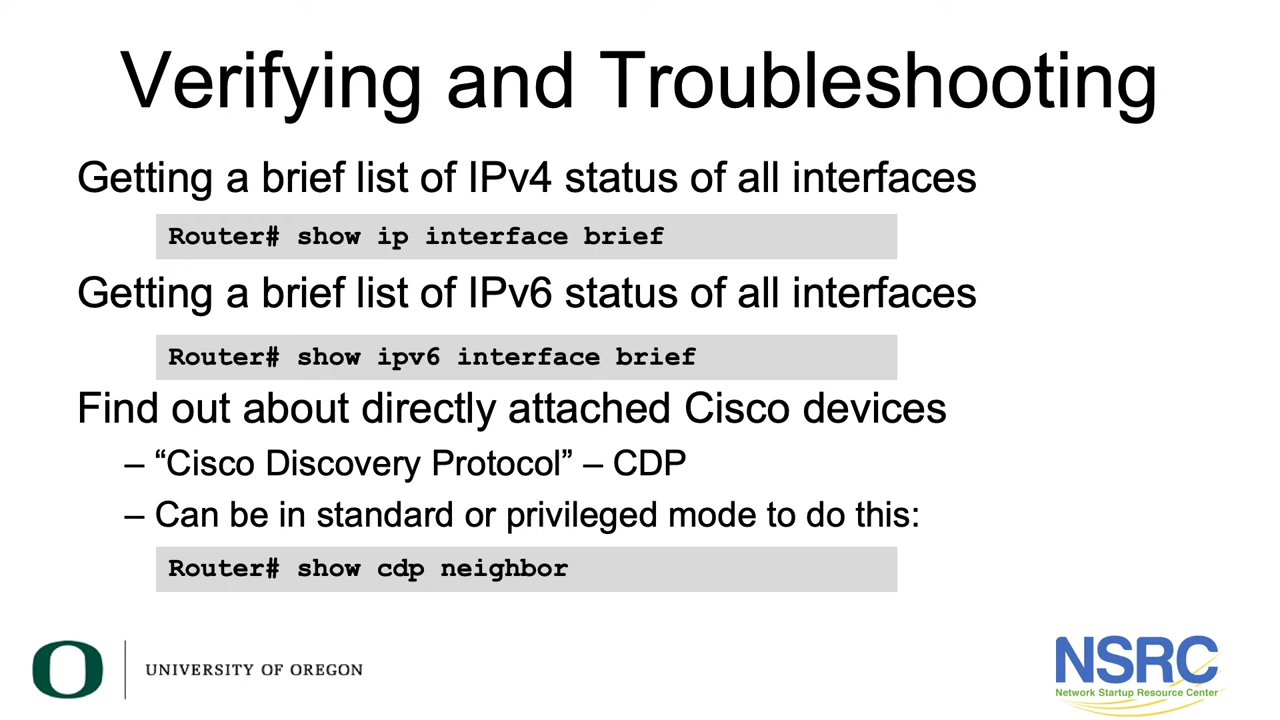 Verifying and Troubleshooting
Getting a brief list of IPv4 status of all interfaces
Router# show ip interface brief
Getting a brief list of IPv6 status of all interfaces
Router# show ipv6 interface brief
Find out about directly attached Cisco devices
– “Cisco Discovery Protocol” – CDP
– Can be in standard or privileged mode to do this:
Router# show cdp neighbor
O UNIVERSITY OF OREGON
NSRC
Network Startup Resource Center